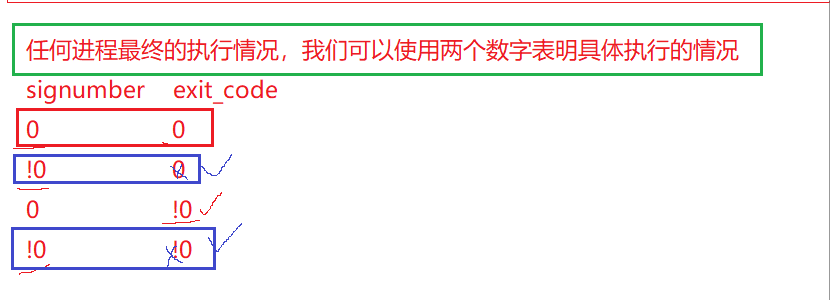 任何进程最终的执行情况，我们可以使用两个数字表明具体执行的情况
signumber exit_code
0 0
!0 0
0 !0
!0 !0